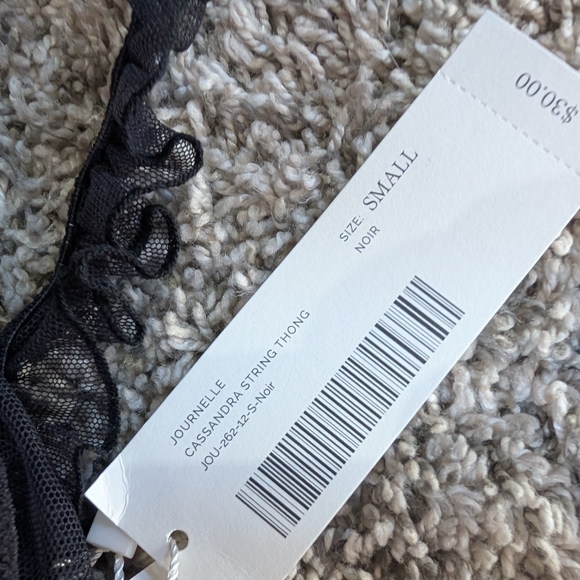 JOURNELLE
CASSANDRA STRING THONG
JOU-262-12-S-Noir
SIZE: SMALL
NOIR
$30.00